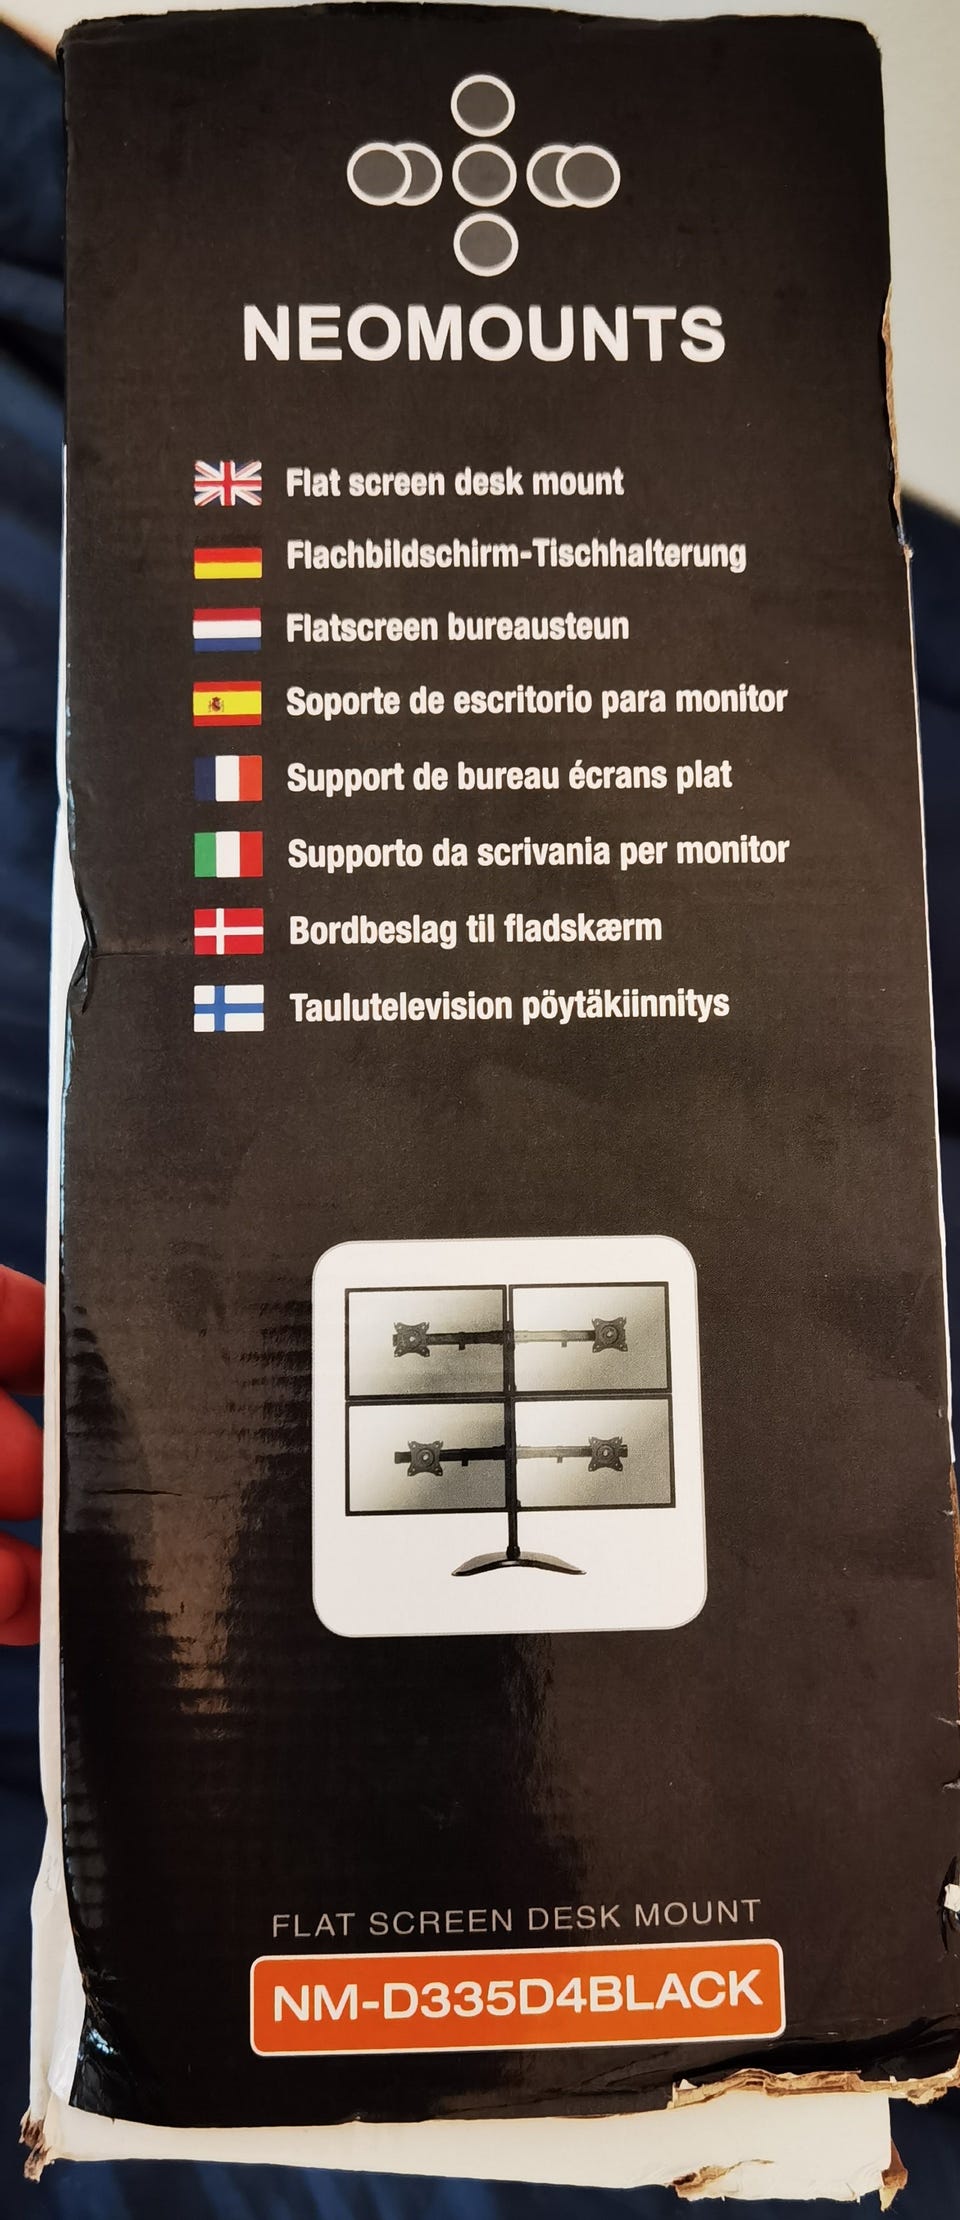 NEOMOUNTS
Flat screen desk mount
Flachbildschirm-Tischhalterung
Flatscreen bureausteun
Soporte de escritorio para monitor
Support de bureau écrans plat
Supporto da scrivania per monitor
Bordbeslag til fladskærm
Taulutelevision pöytäkiinnitys
FLAT SCREEN DESK MOUNT
NM-D335D4BLACK